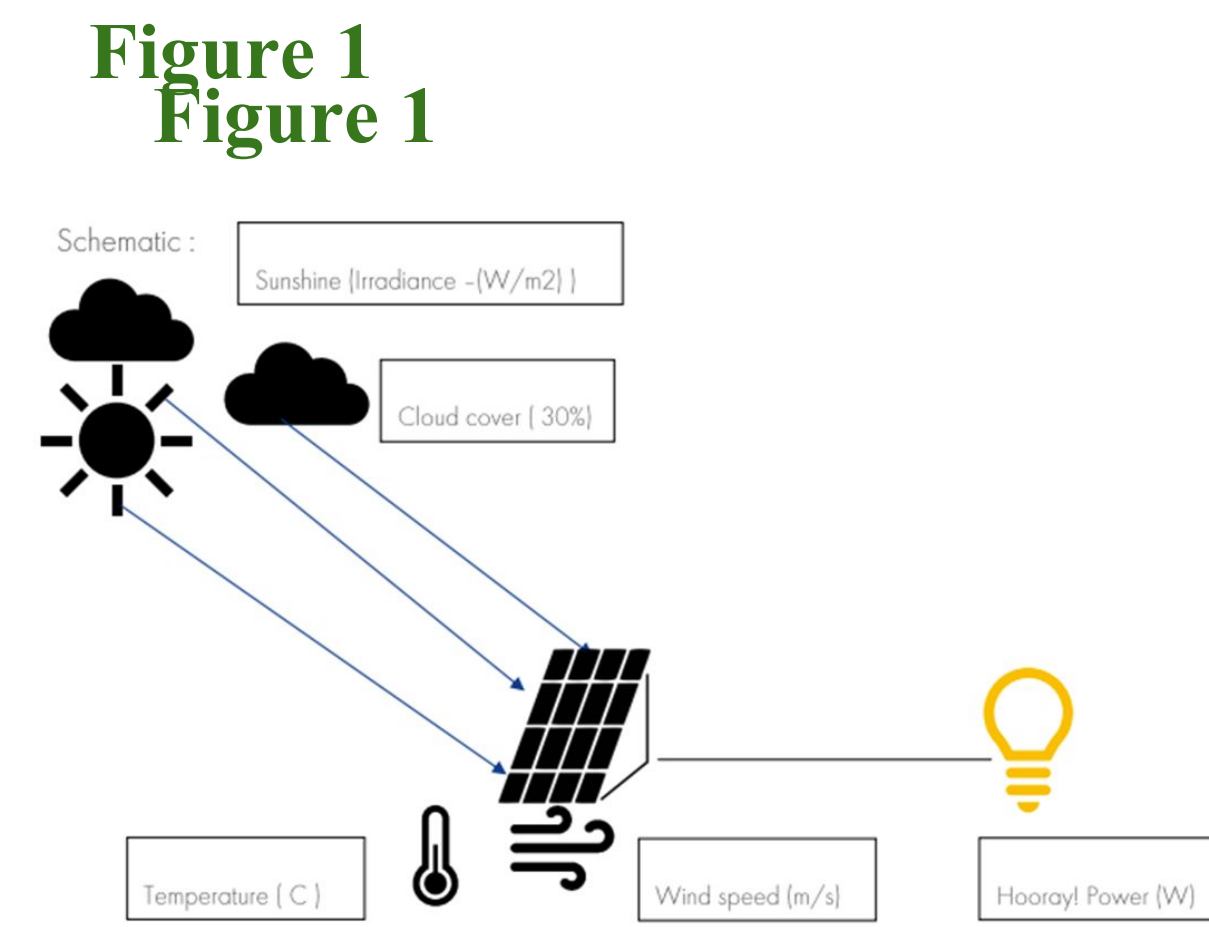 Figure 1
Figure 1
Schematic :
Sunshine (Irradiance -(W/m2) )
Cloud cover ( 30%)
Temperature ( C )
Wind speed (m/s)
Hooray! Power (W)